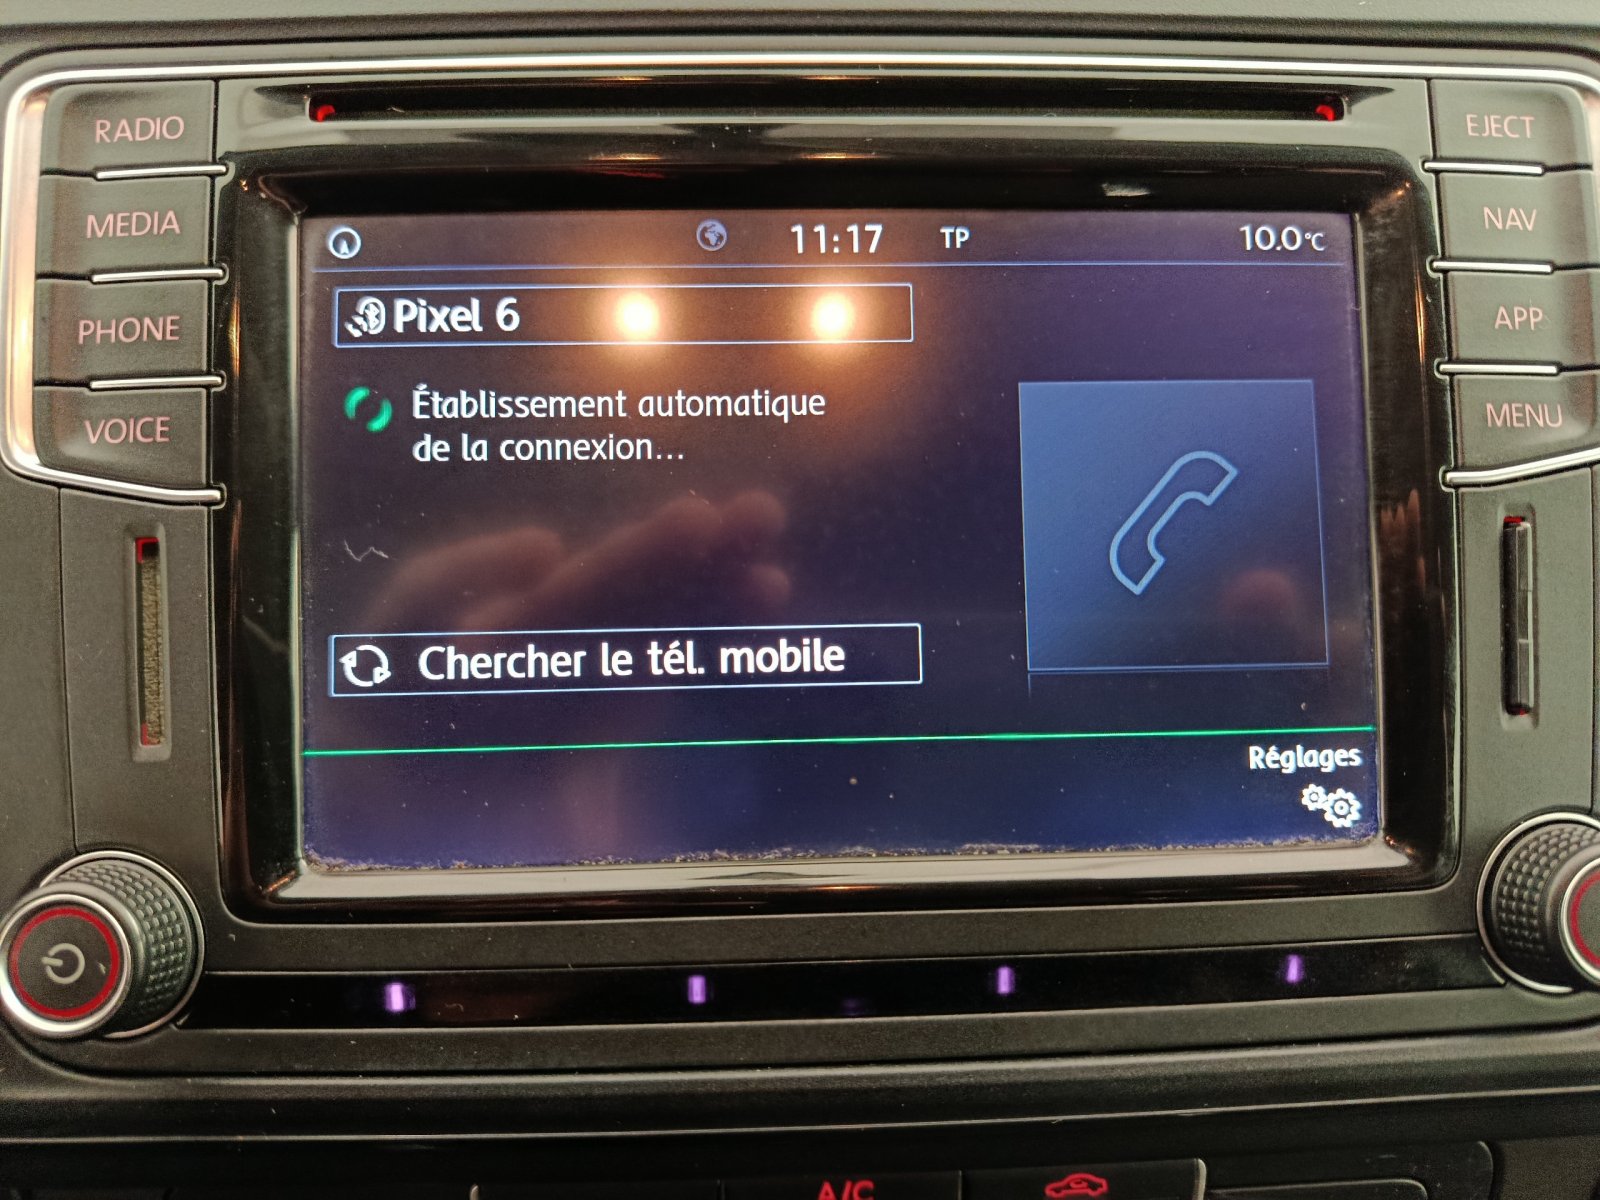 RADIO
MEDIA
PHONE
VOICE
11:17
TP
10.0°C
Pixel 6
Établissement automatique
de la connexion...
Chercher le tél. mobile
Réglages
EJECT
NAV
APP
MENU
A/C